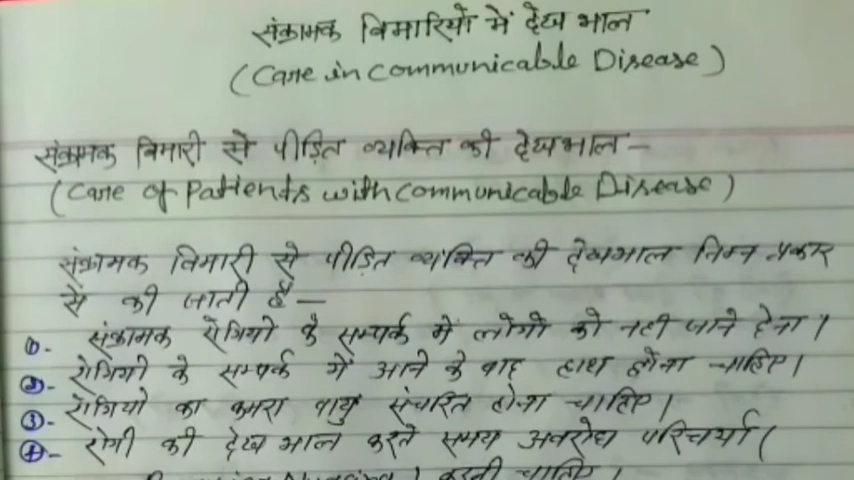 संक्रामक बिमारियों में देखभाल
(Care in Communicable Disease)
संक्रामक बिमारी से पीड़ित व्यक्ति की देखभाल –
(Care of Patients with Communicable Disease)
संक्रामक बिमारी से पीड़ित व्यक्ति की देखभाल निम्न प्रकार
से की जाती है –
①- संक्रामक रोगियों के सम्पर्क में लोगों को नही जाने देना।
②- रोगियों के सम्पर्क में आने के बाद हाथ धोना चाहिए।
③- रोगियों का कमरा वायु संचरित होना चाहिए।
④- रोगी की देखभाल करते समय अवरोध परिचर्या (
Nursing) करनी चाहिए।